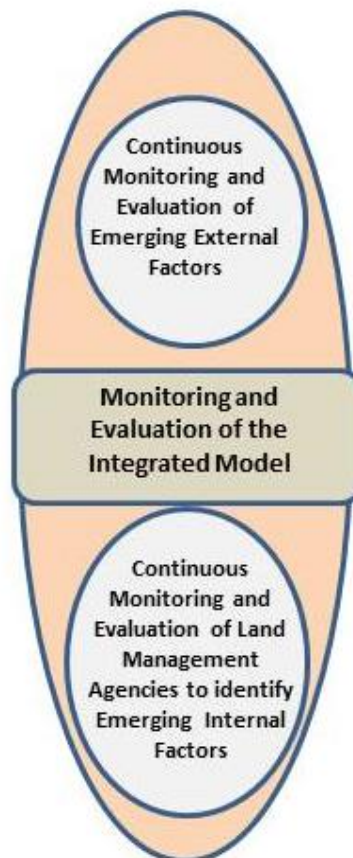 Continuous
Monitoring and
Evaluation of
Emerging External
Factors
Monitoring and
Evaluation of the
Integrated Model
Continuous
Monitoring and
Evaluation of Land
Management
Agencies to identify
Emerging Internal
Factors